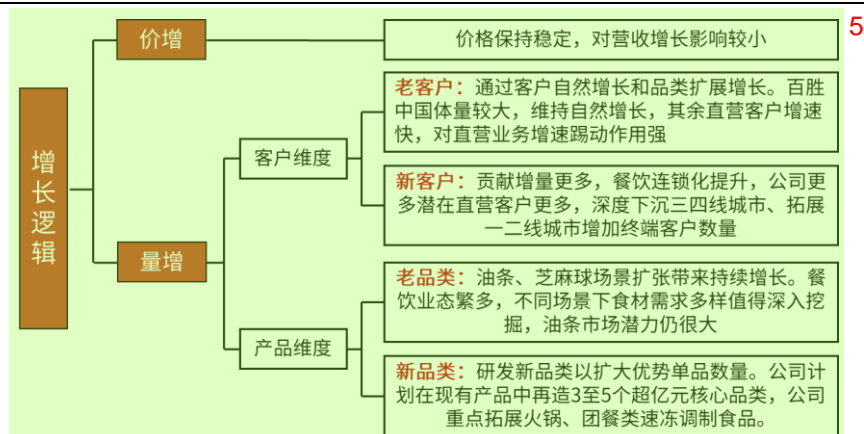 5
价增
价格保持稳定，对营收增长影响较小
增长逻辑
量增
客户维度
老客户：通过客户自然增长和品类扩展增长。百胜
中国体量较大，维持自然增长，其余直营客户增速
快，对直营业务增速踢动作用强
新客户：贡献增量更多，餐饮连锁化提升，公司更
多潜在直营客户更多，深度下沉三四线城市、拓展
一二线城市增加终端客户数量
产品维度
老品类：油条、芝麻球场景扩张带来持续增长。餐
饮业态繁多，不同场景下食材需求多样值得深入挖
掘，油条市场潜力仍很大
新品类：研发新品类以扩大优势单品数量。公司计
划在现有产品中再造3至5个超亿元核心品类，公司
重点拓展火锅、团餐类速冻调制食品。